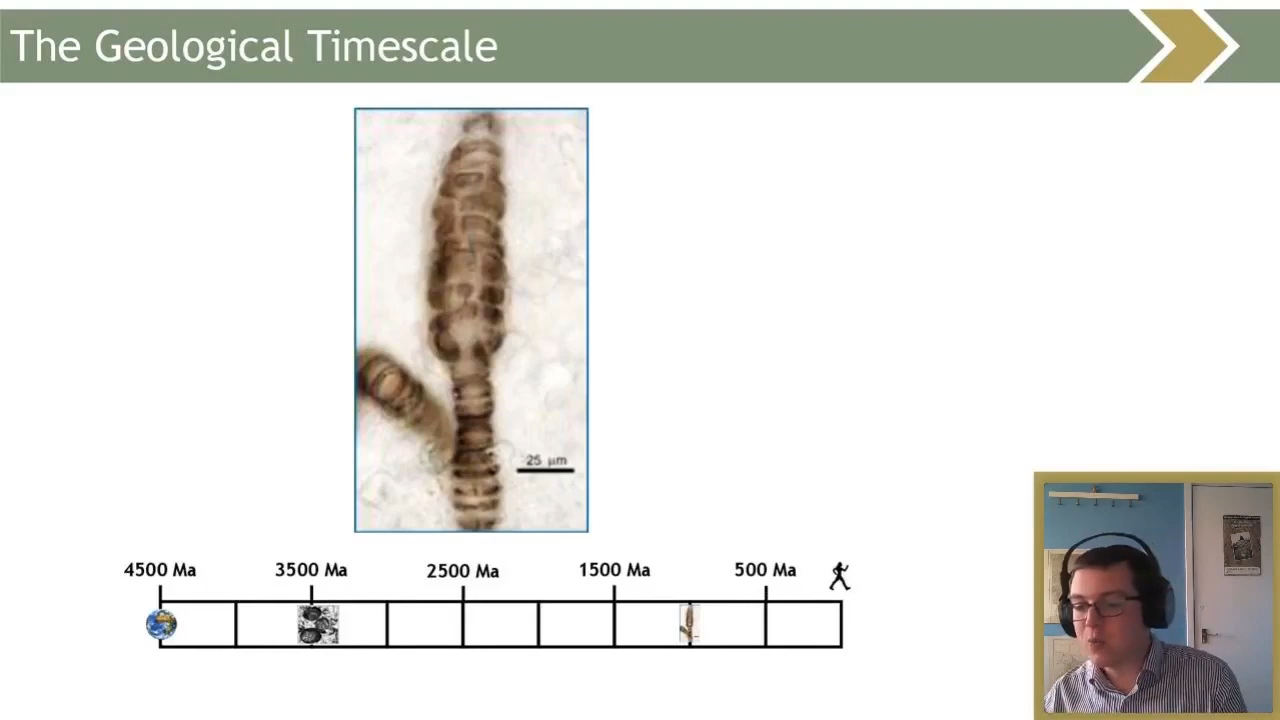 The Geological Timescale
25 μm
4500 Ma
3500 Ma
2500 Ma
1500 Ma
500 Ma